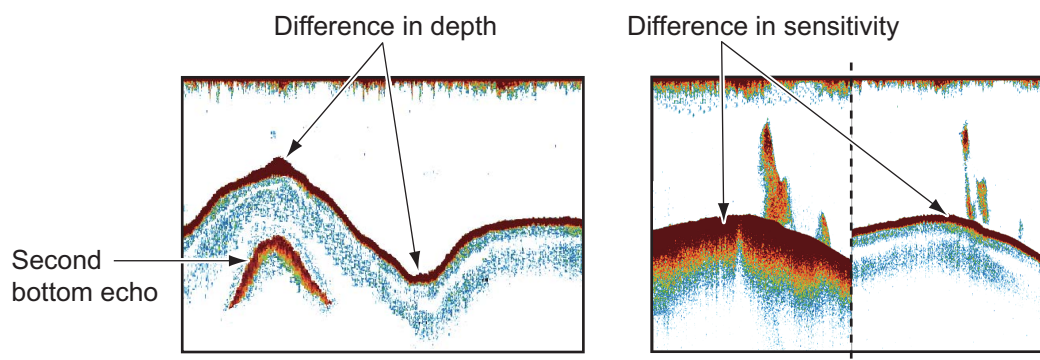 Difference in depth
Difference in sensitivity
Second
bottom echo